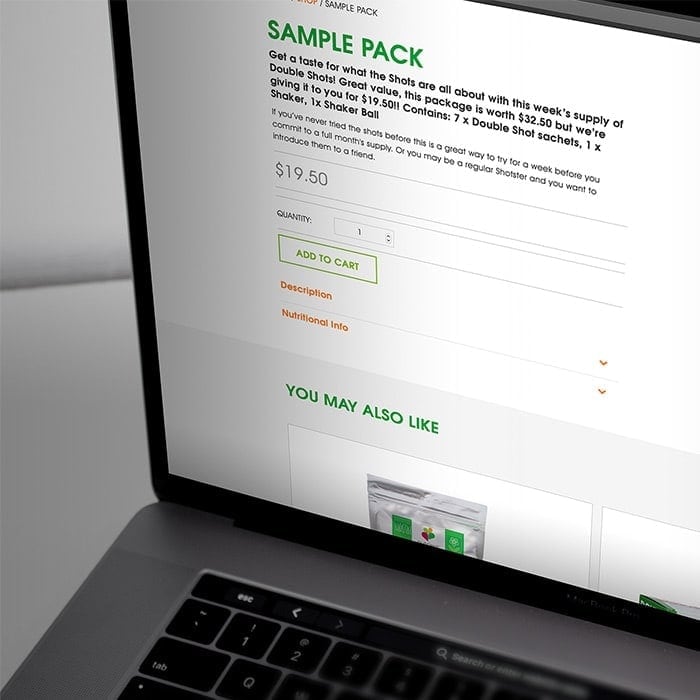 SHOP / SAMPLE PACK
SAMPLE PACK
Get a taste for what the Shots are all about with this week's supply of
Double Shots! Great value, this package is worth $32.50 but we're
giving it to you for $19.50!! Contains: 7 x Double Shot sachets, 1 x
Shaker, 1x Shaker Ball
If you've never tried the shots before this is a great way to try for a week before you
commit to a full month's supply. Or you may be a regular Shotster and you want to
introduce them to a friend.
$19.50
QUANTITY:
1
ADD TO CART
Description
Nutritional Info
YOU MAY ALSO LIKE
MacBook Pro
esc
Search or enter
~
!
1
@
2
#
3
tab
Q